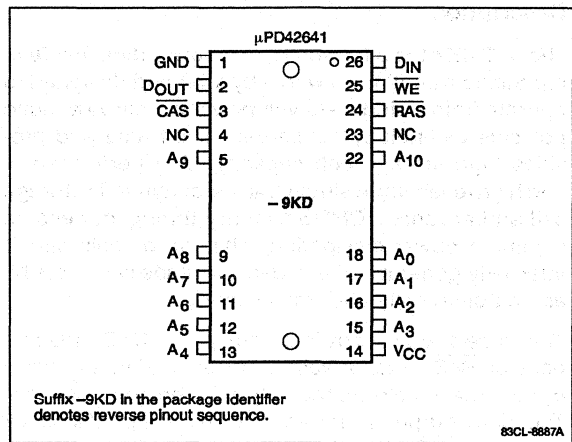 μPD42641
GND 1 26 DIN
DOUT 2 25 WE
CAS 3 24 RAS
NC 4 23 NC
A9 5 22 A10
–9KD
A8 9 18 A0
A7 10 17 A1
A6 11 16 A2
A5 12 15 A3
A4 13 14 VCC
Suffix –9KD in the package identifier
denotes reverse pinout sequence.
83CL-8887A